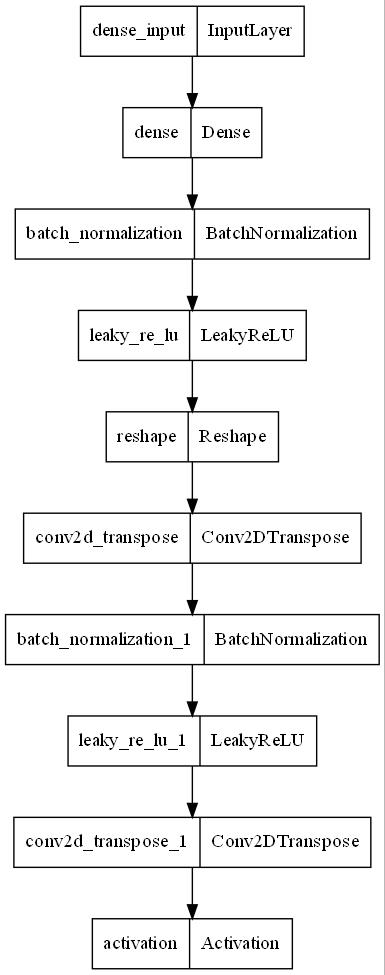 dense_input InputLayer
dense Dense
batch_normalization BatchNormalization
leaky_re_lu LeakyReLU
reshape Reshape
conv2d_transpose Conv2DTranspose
batch_normalization_1 BatchNormalization
leaky_re_lu_1 LeakyReLU
conv2d_transpose_1 Conv2DTranspose
activation Activation